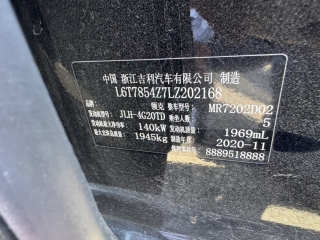 中国 浙江吉利汽车有限公司 制造
L6T7854Z7LZ202168
领克 整车型号 MR7202D02
发动机型号 JLH-4G20TD 乘坐人数 5
发动机最大净功率 140kW 发动机排量 1969mL
最大允许总质量 1945kg 制造年月 2020-11
8889518888